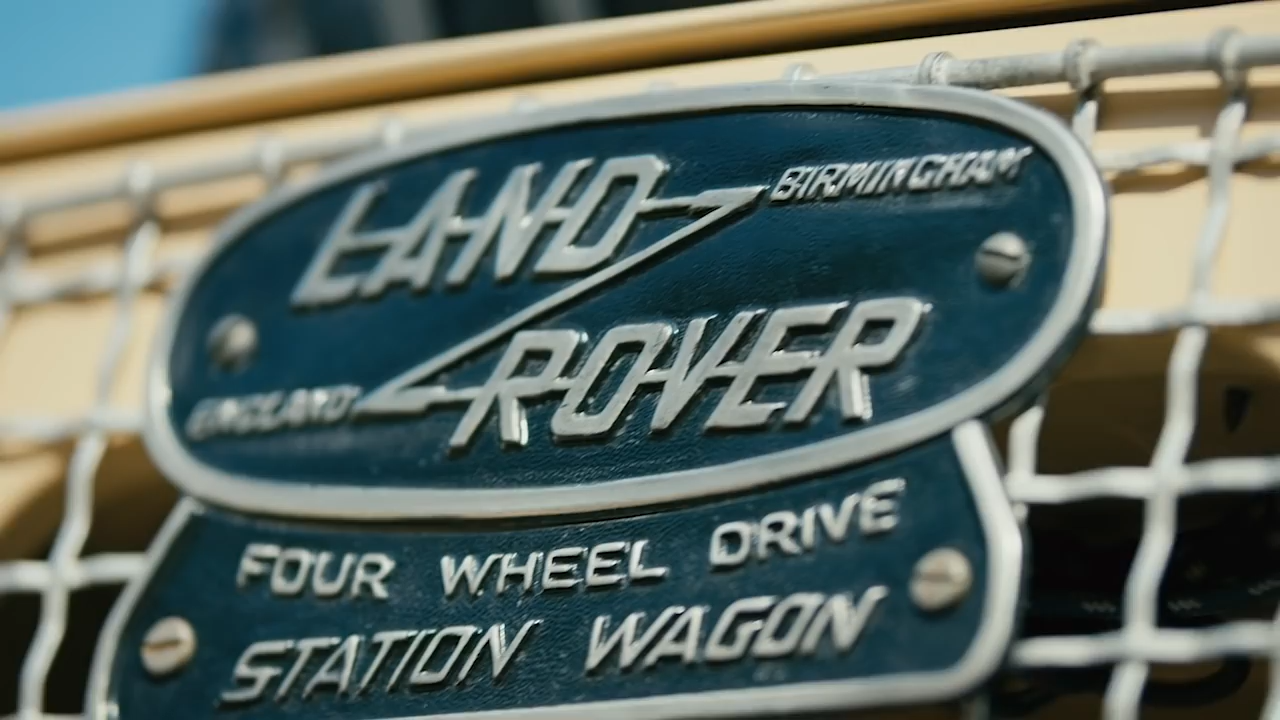 LAND
BIRMINGHAM
ROVER
ENGLAND
FOUR WHEEL DRIVE
STATION WAGON